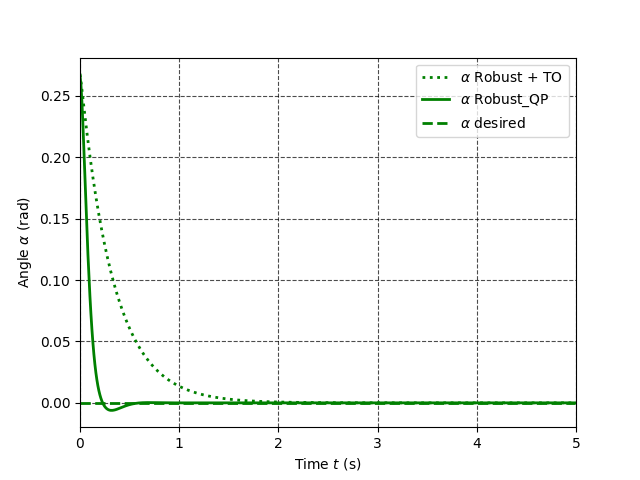 α Robust + TO
α Robust_QP
α desired
0.25
0.20
0.15
0.10
0.05
0.00
Angle α (rad)
0 1 2 3 4 5
Time t (s)